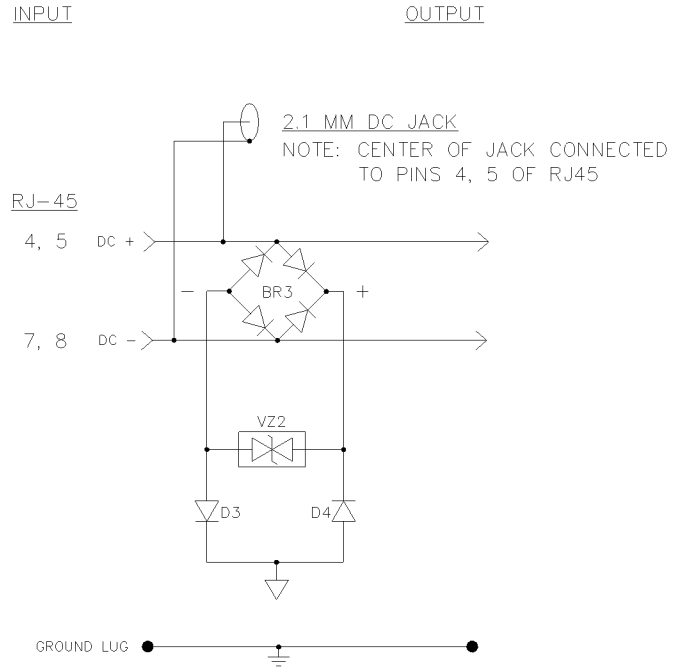 INPUT
OUTPUT
2.1 MM DC JACK
NOTE: CENTER OF JACK CONNECTED
TO PINS 4, 5 OF RJ45
RJ-45
4, 5 DC +
- BR3 +
7, 8 DC -
VZ2
D3
D4
GROUND LUG